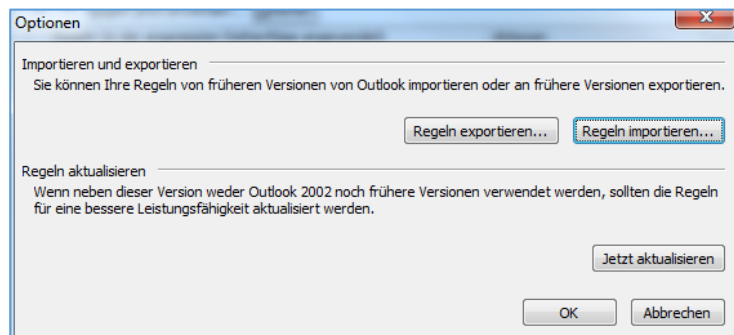 Optionen
Importieren und exportieren
Sie können Ihre Regeln von früheren Versionen von Outlook importieren oder an frühere Versionen exportieren.
Regeln exportieren... Regeln importieren...
Regeln aktualisieren
Wenn neben dieser Version weder Outlook 2002 noch frühere Versionen verwendet werden, sollten die Regeln
für eine bessere Leistungsfähigkeit aktualisiert werden.
Jetzt aktualisieren
OK Abbrechen